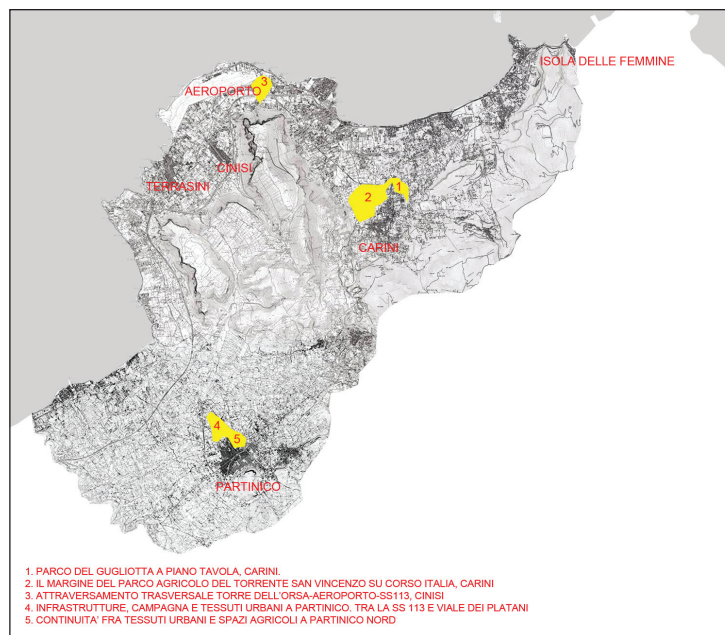 ISOLA DELLE FEMMINE
3
AEROPORTO
CINISI
TERRASINI
1
2
CARINI
4
5
PARTINICO
1. PARCO DEL GUGLIOTTA A PIANO TAVOLA, CARINI.
2. IL MARGINE DEL PARCO AGRICOLO DEL TORRENTE SAN VINCENZO SU CORSO ITALIA, CARINI
3. ATTRAVERSAMENTO TRASVERSALE TORRE DELL'ORSA-AEROPORTO-SS113, CINISI
4. INFRASTRUTTURE, CAMPAGNA E TESSUTI URBANI A PARTINICO. TRA LA SS 113 E VIALE DEI PLATANI
5. CONTINUITA' FRA TESSUTI URBANI E SPAZI AGRICOLI A PARTINICO NORD